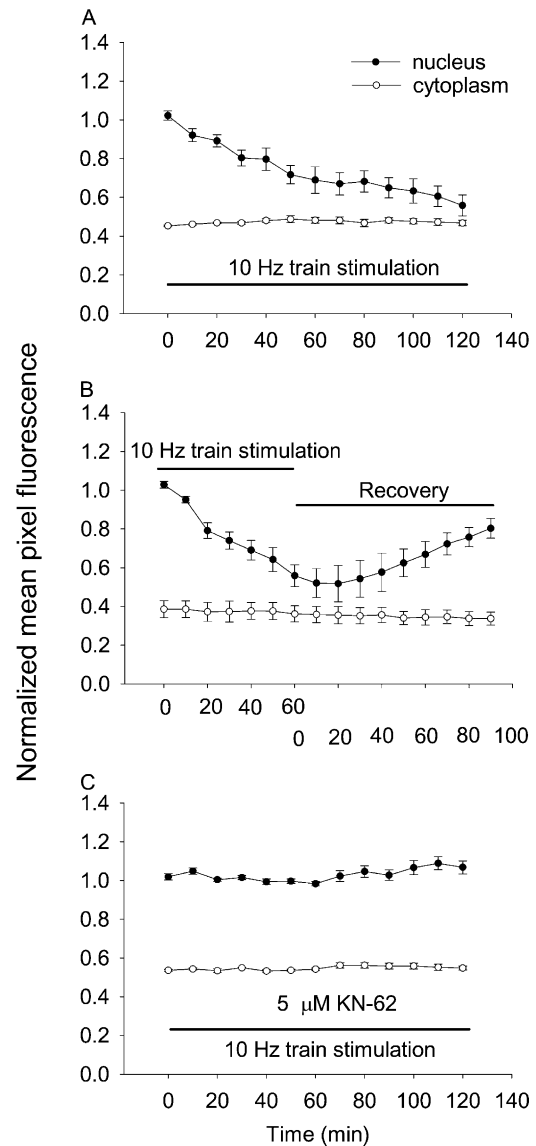 Normalized mean pixel fluorescence
A
1.4
1.2
1.0
0.8
0.6
0.4
0.2
0.0
nucleus
cytoplasm
10 Hz train stimulation
0 20 40 60 80 100 120 140
B
1.4
1.2
1.0
0.8
0.6
0.4
0.2
0.0
10 Hz train stimulation
Recovery
0 20 40 60
0 20 40 60 80 100
C
1.4
1.2
1.0
0.8
0.6
0.4
0.2
0.0
5 μM KN-62
10 Hz train stimulation
0 20 40 60 80 100 120 140
Time (min)